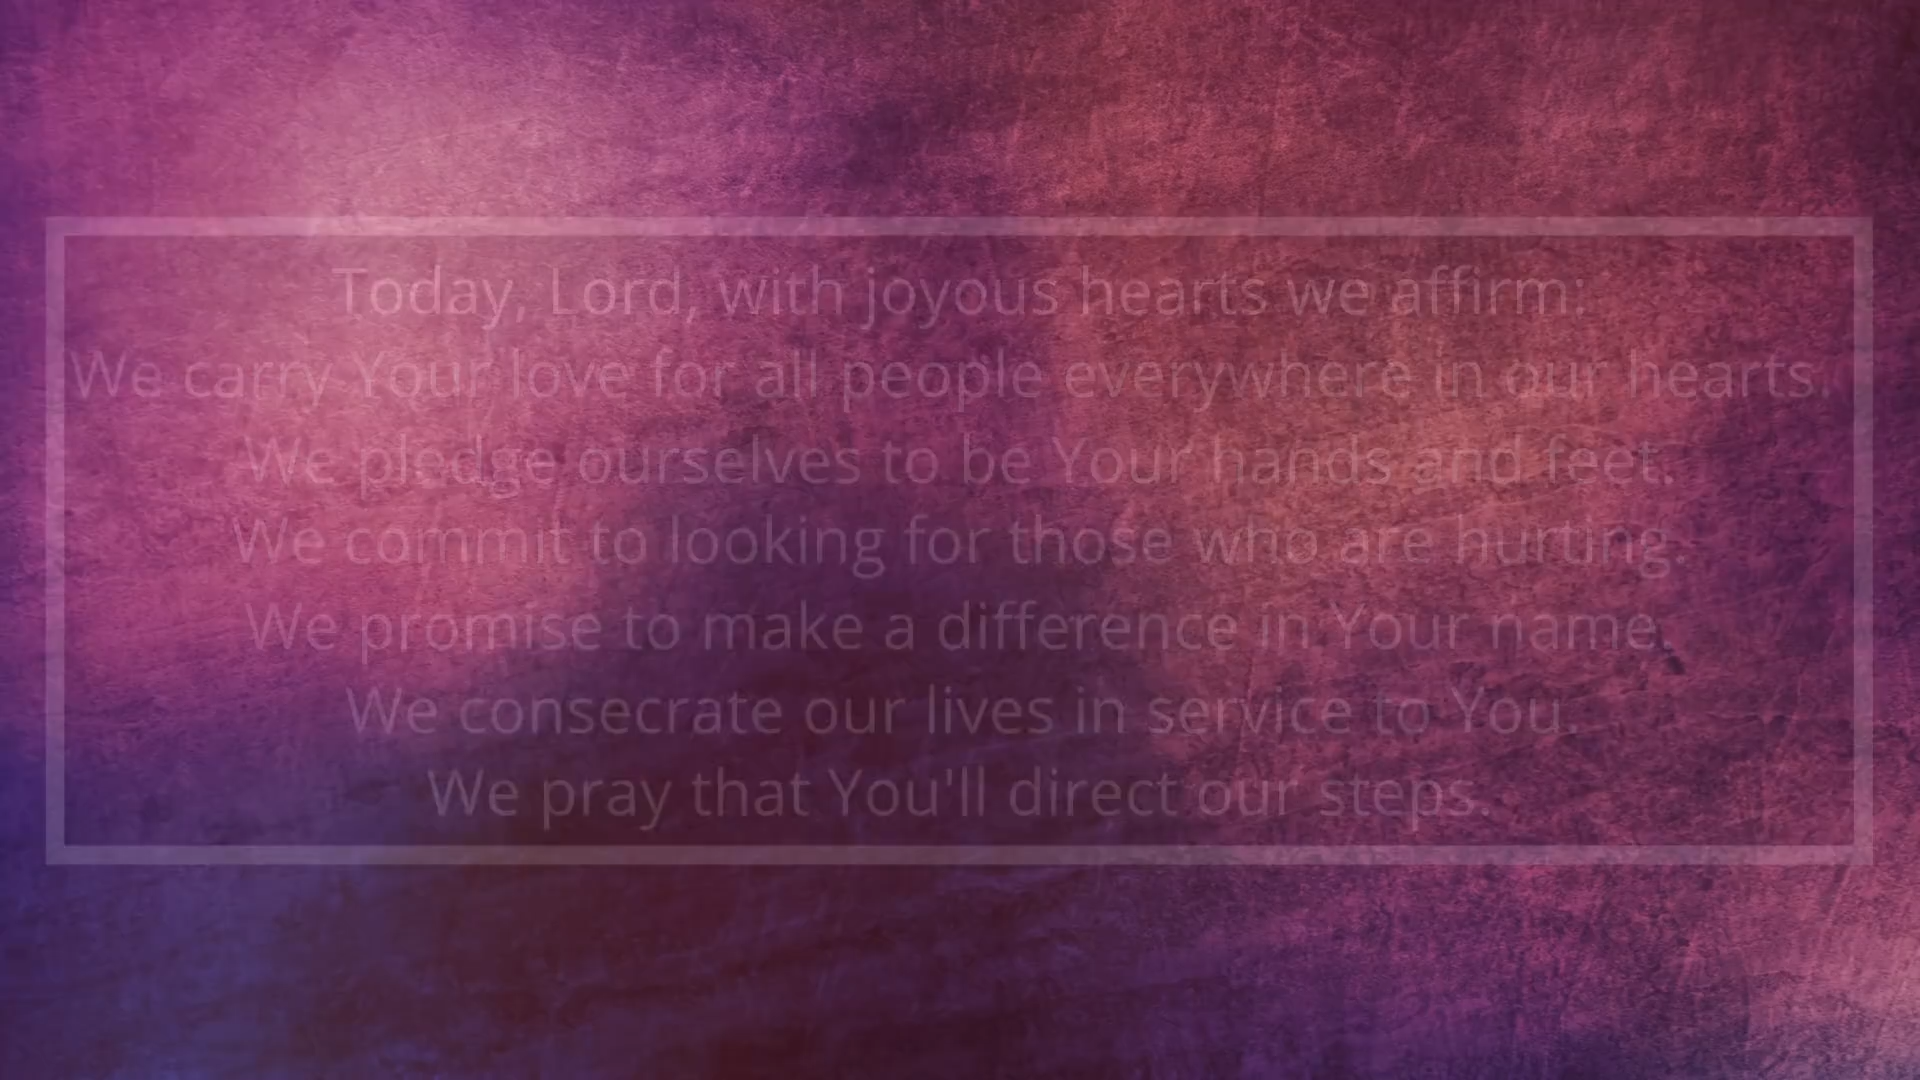 Today, Lord, with joyous hearts we affirm:
We carry Your love for all people everywhere in our hearts.
We pledge ourselves to be Your hands and feet.
We commit to looking for those who are hurting.
We promise to make a difference in Your name.
We consecrate our lives in service to You.
We pray that You'll direct our steps.